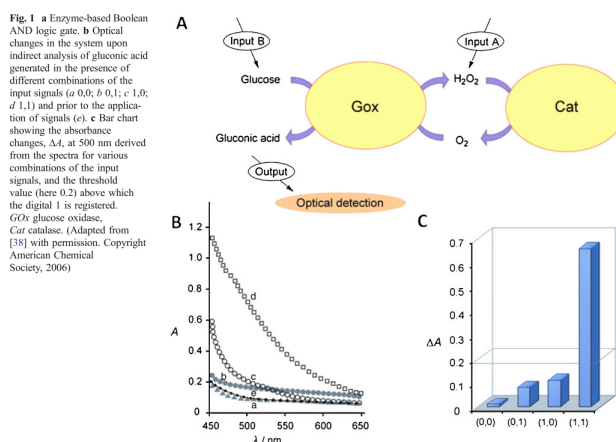 Fig. 1 a Enzyme-based Boolean
AND logic gate. b Optical
changes in the system upon
indirect analysis of gluconic acid
generated in the presence of
different combinations of the
input signals (a 0,0; b 0,1; c 1,0;
d 1,1) and prior to the applica-
tion of signals (e). c Bar chart
showing the absorbance
changes, ΔA, at 500 nm derived
from the spectra for various
combinations of the input
signals, and the threshold
value (here 0.2) above which
the digital 1 is registered.
GOx glucose oxidase,
Cat catalase. (Adapted from
[38] with permission. Copyright
American Chemical
Society, 2006)
A
Input B
Input A
Glucose
H2O2
Gox
Cat
Gluconic acid
O2
Output
Optical detection
B
1.2
1.0
0.8
A
0.6
0.4
0.2
0
d
b
c
e
a
450 500 550 600 650
λ / nm
C
0.7
0.6
0.5
0.4
ΔA
0.3
0.2
0.1
0
(0,0) (0,1) (1,0) (1,1)